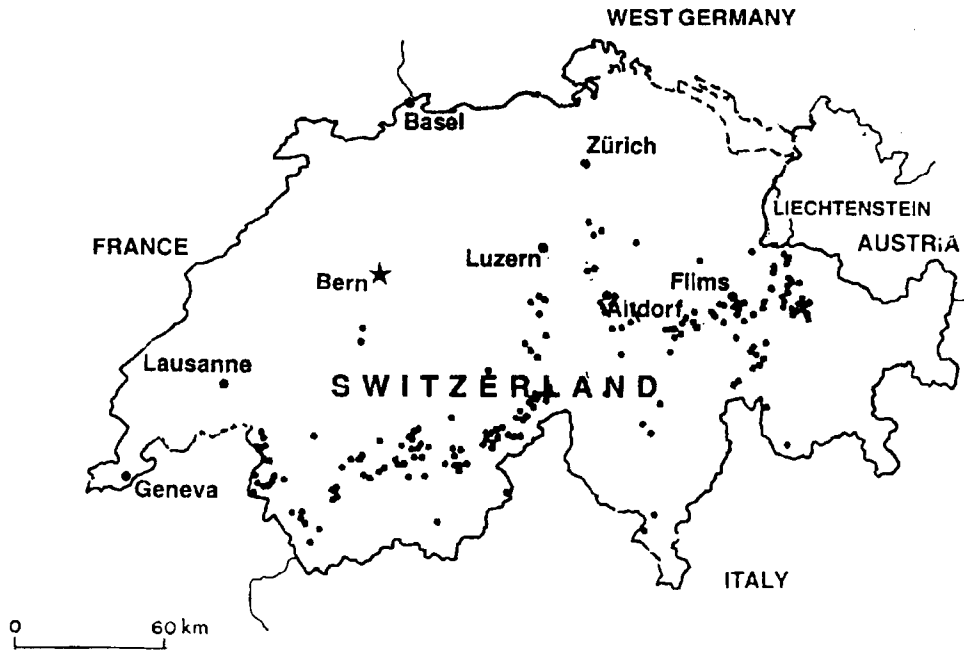 WEST GERMANY
Basel
Zürich
LIECHTENSTEIN
FRANCE
AUSTRIA
Luzern
Bern
Flims
Altdorf
Lausanne
SWITZERLAND
Geneva
ITALY
0 60 km